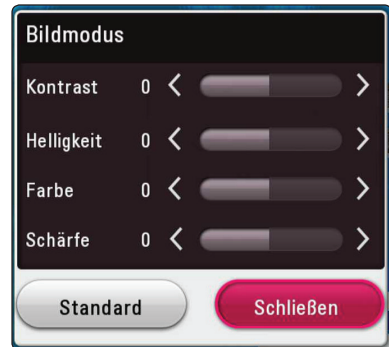 Bildmodus
Kontrast 0
Helligkeit 0
Farbe 0
Schärfe 0
Standard Schließen